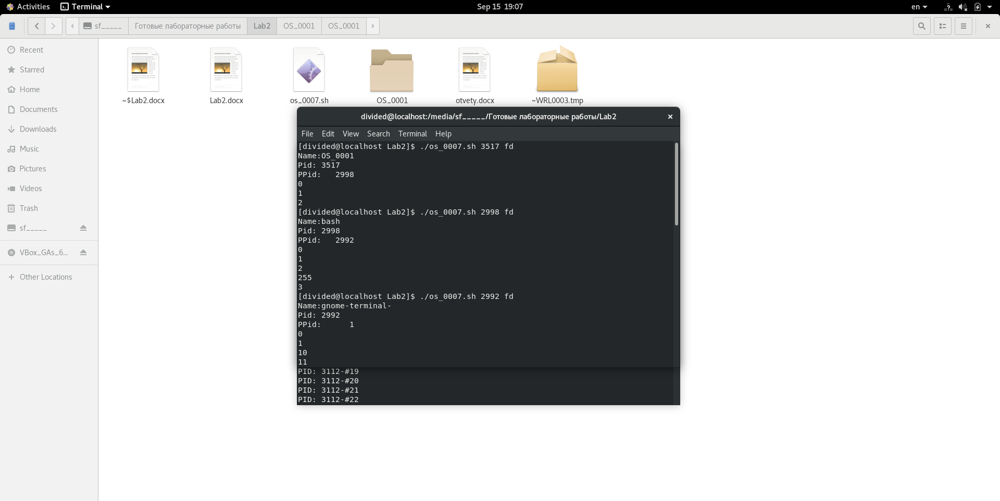 Activities Terminal Sep 15 19:07 en
sf_____ Готовые лабораторные работы Lab2 OS_0001 OS_0001
Recent
Starred
Home
Documents
Downloads
Music
Pictures
Videos
Trash
sf_____
VBox_GAs_6...
Other Locations
~$Lab2.docx Lab2.docx os_0007.sh OS_0001 otvety.docx ~WRL0003.tmp
divided@localhost:/media/sf_____/Готовые лабораторные работы/Lab2
File Edit View Search Terminal Help
[divided@localhost Lab2]$ ./os_0007.sh 3517 fd
Name:OS_0001
Pid: 3517
PPid:   2998
0
1
2
[divided@localhost Lab2]$ ./os_0007.sh 2998 fd
Name:bash
Pid: 2998
PPid:   2992
0
1
2
255
3
[divided@localhost Lab2]$ ./os_0007.sh 2992 fd
Name:gnome-terminal-
Pid: 2992
PPid:      1
0
1
10
11
PID: 3112-#19
PID: 3112-#20
PID: 3112-#21
PID: 3112-#22